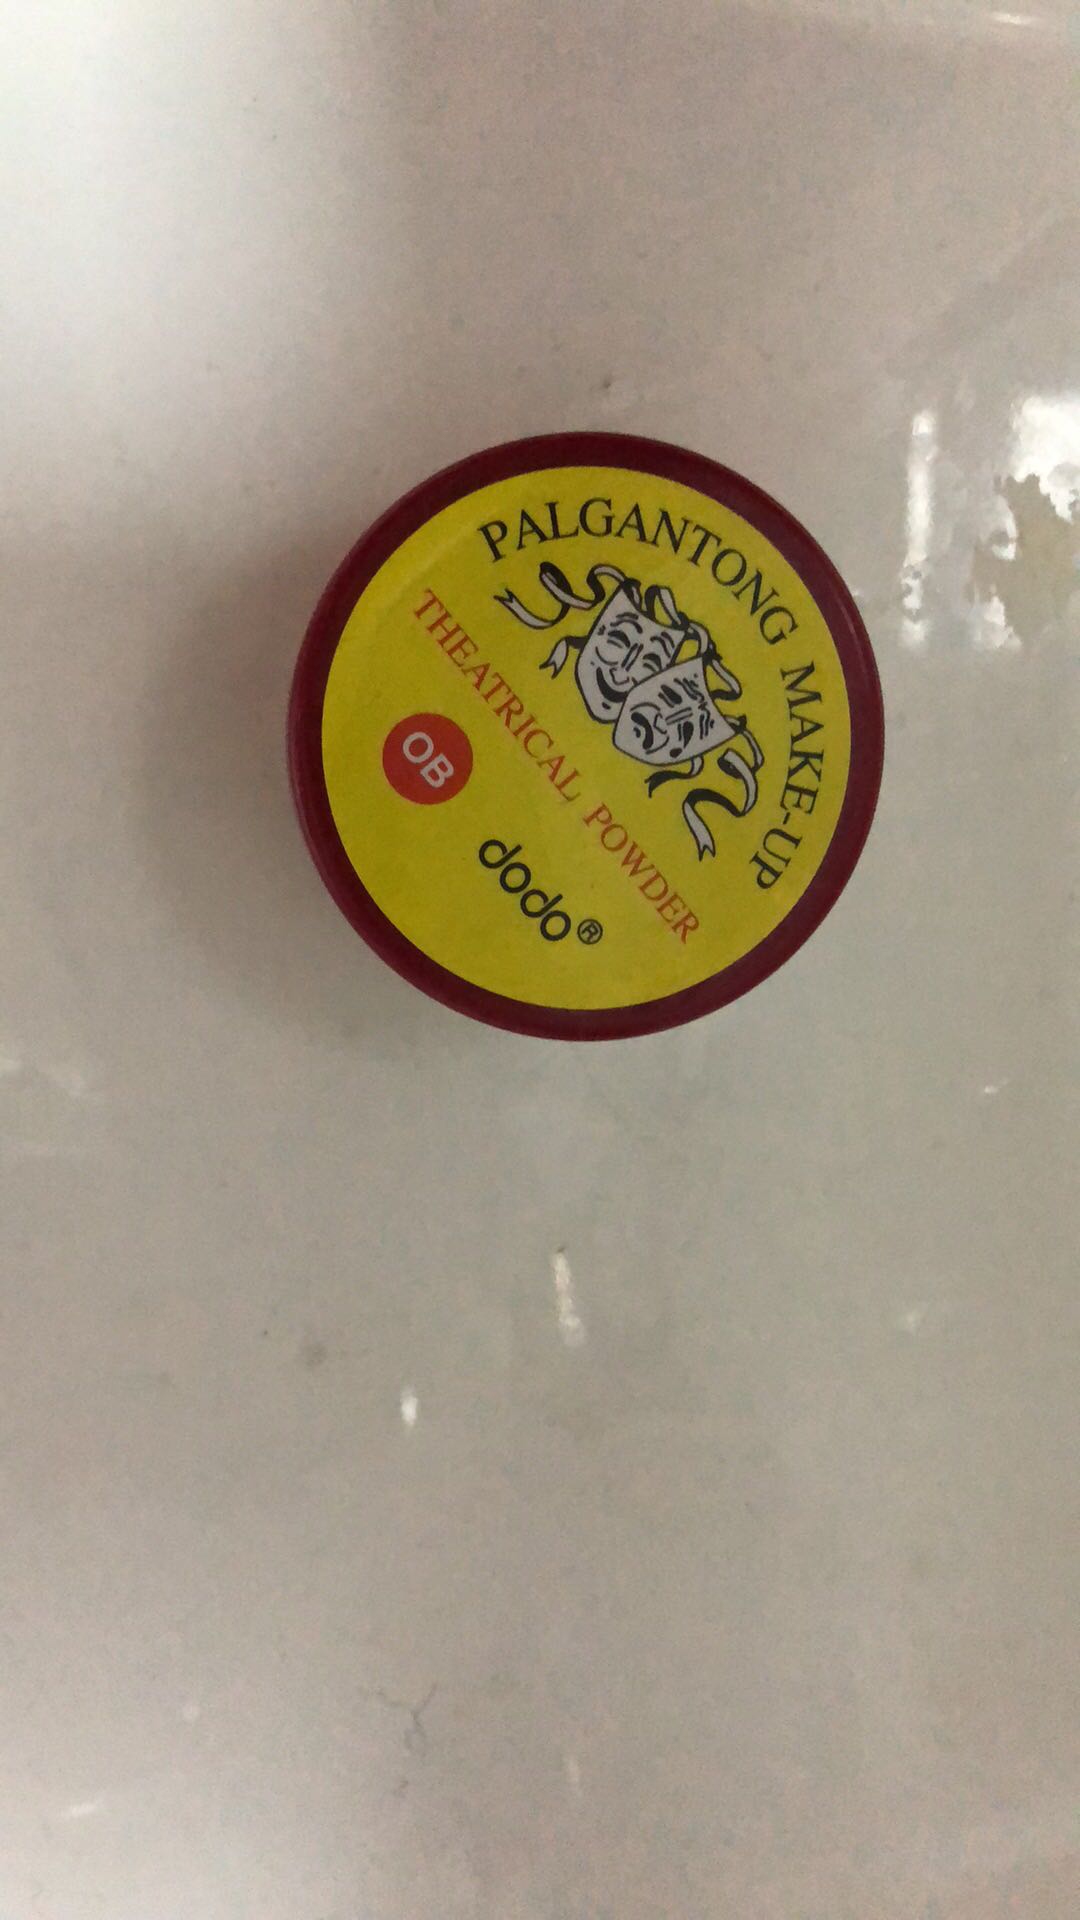 PALGANTONG MAKE-UP
THEATRICAL POWDER
OB
dodo®